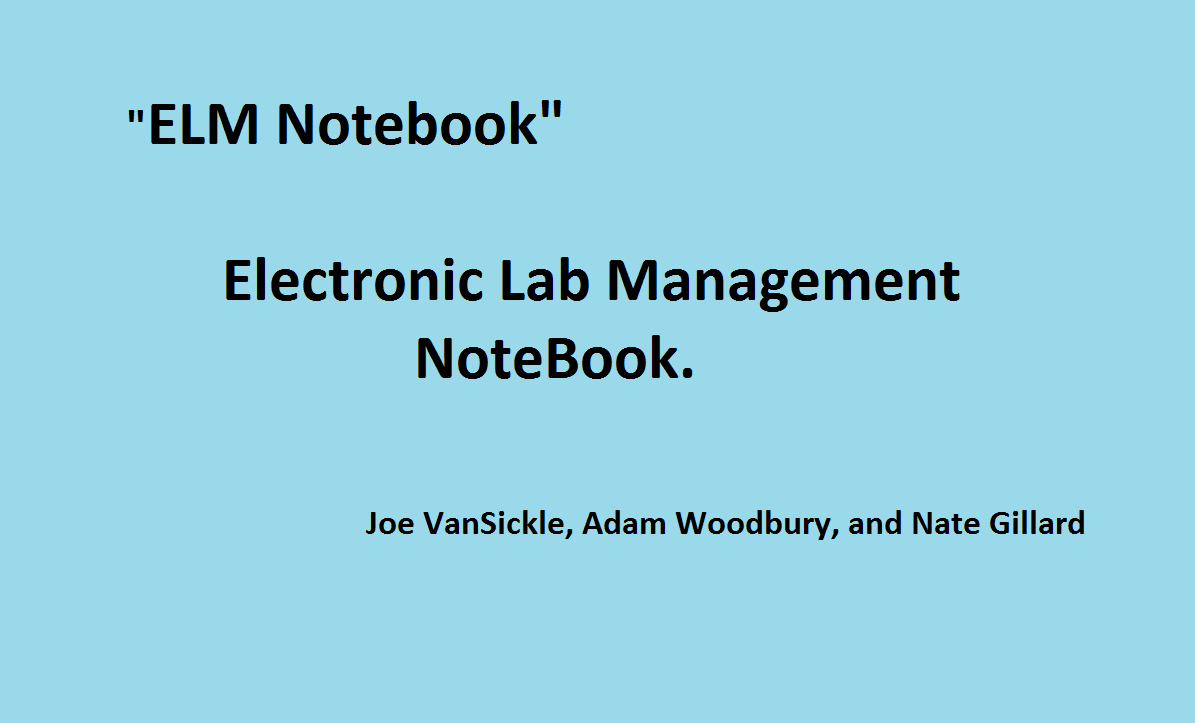 "ELM Notebook"
Electronic Lab Management
NoteBook.
Joe VanSickle, Adam Woodbury, and Nate Gillard